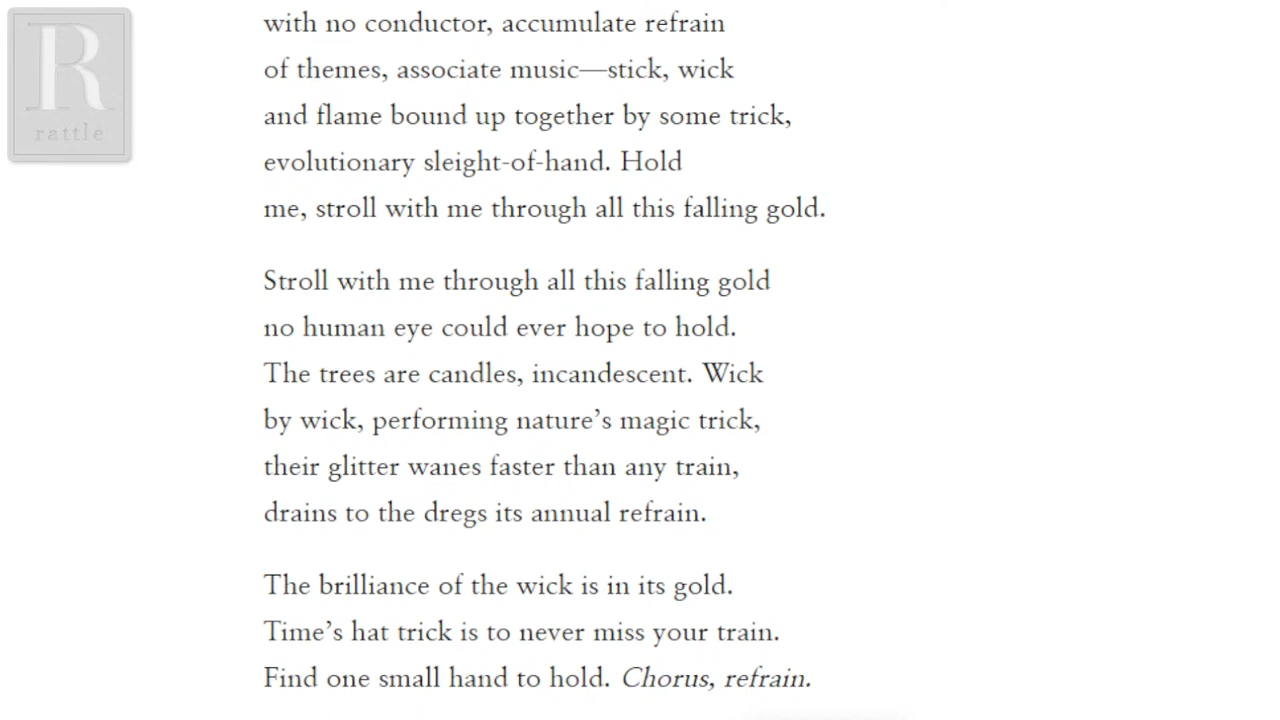 R
rattle
with no conductor, accumulate refrain
of themes, associate music—stick, wick
and flame bound up together by some trick,
evolutionary sleight-of-hand. Hold
me, stroll with me through all this falling gold.
Stroll with me through all this falling gold
no human eye could ever hope to hold.
The trees are candles, incandescent. Wick
by wick, performing nature’s magic trick,
their glitter wanes faster than any train,
drains to the dregs its annual refrain.
The brilliance of the wick is in its gold.
Time’s hat trick is to never miss your train.
Find one small hand to hold. Chorus, refrain.